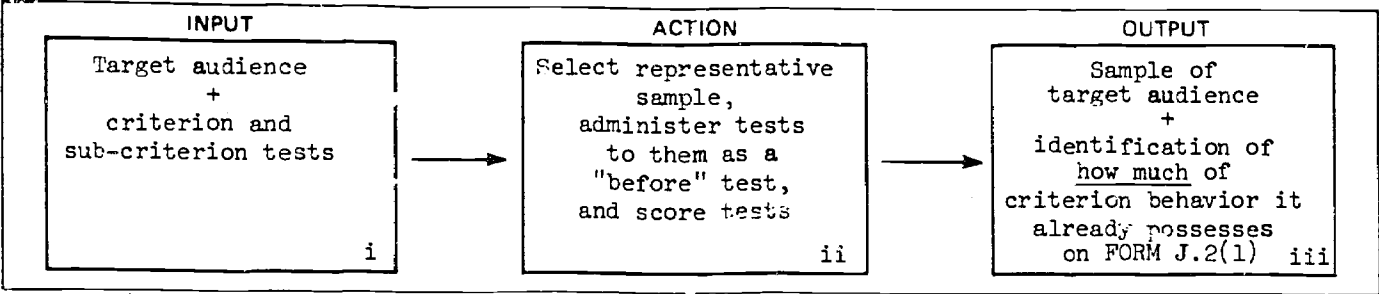 INPUT
Target audience
+
criterion and
sub-criterion tests
i
ACTION
Select representative
sample,
administer tests
to them as a
"before" test,
and score tests
ii
OUTPUT
Sample of
target audience
+
identification of
how much of
criterion behavior it
already possesses
on FORM J.2(1)
iii